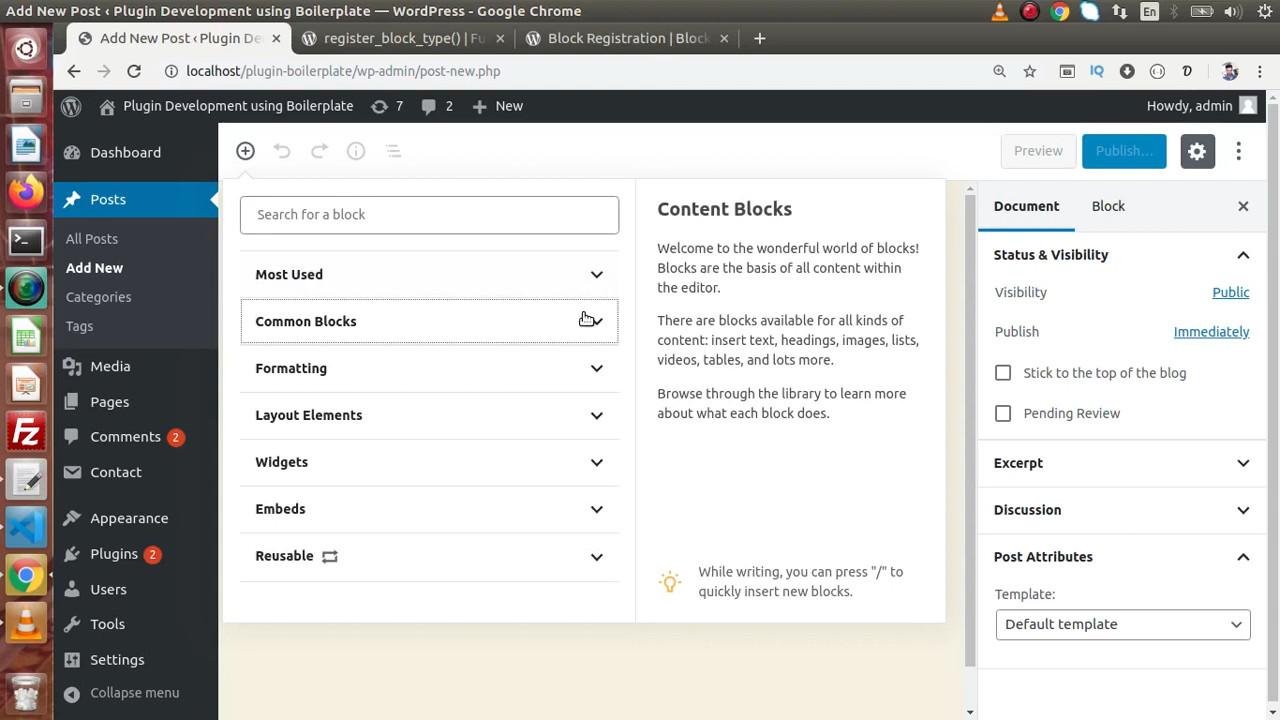 Add New Post ‹ Plugin Development using Boilerplate — WordPress - Google Chrome
En
Add New Post ‹ Plugin De
register_block_type() | Fu
Block Registration | Block
localhost/plugin-boilerplate/wp-admin/post-new.php
IQ
Plugin Development using Boilerplate
7
2
New
Howdy, admin
Dashboard
Posts
All Posts
Add New
Categories
Tags
Media
Pages
Comments 2
Contact
Appearance
Plugins 2
Users
Tools
Settings
Collapse menu
Preview
Publish…
Search for a block
Most Used
Common Blocks
Formatting
Layout Elements
Widgets
Embeds
Reusable
Content Blocks
Welcome to the wonderful world of blocks!
Blocks are the basis of all content within
the editor.
There are blocks available for all kinds of
content: insert text, headings, images, lists,
videos, tables, and lots more.
Browse through the library to learn more
about what each block does.
While writing, you can press "/" to
quickly insert new blocks.
Document
Block
Status & Visibility
Visibility
Public
Publish
Immediately
Stick to the top of the blog
Pending Review
Excerpt
Discussion
Post Attributes
Template:
Default template